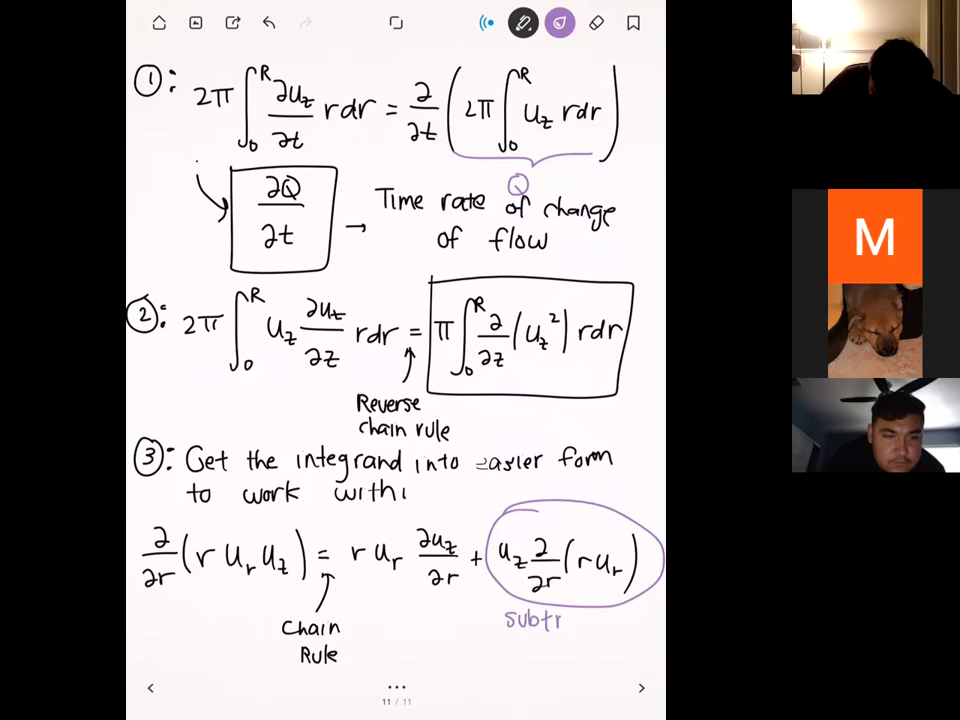 ①: 2π ∫₀ᴿ ∂u_z/∂t r dr = ∂/∂t (2π ∫₀ᴿ u_z r dr)
Q
∂Q/∂t → Time rate of change
of flow
②: 2π ∫₀ᴿ u_z ∂u_z/∂z r dr = π ∫₀ᴿ ∂/∂z (u_z²) r dr
Reverse
chain rule
③: Get the integrand into easier form
to work with
∂/∂r (r u_r u_z) = r u_r ∂u_z/∂r + u_z ∂/∂r (r u_r)
subtr
Chain
Rule
11 / 11
M